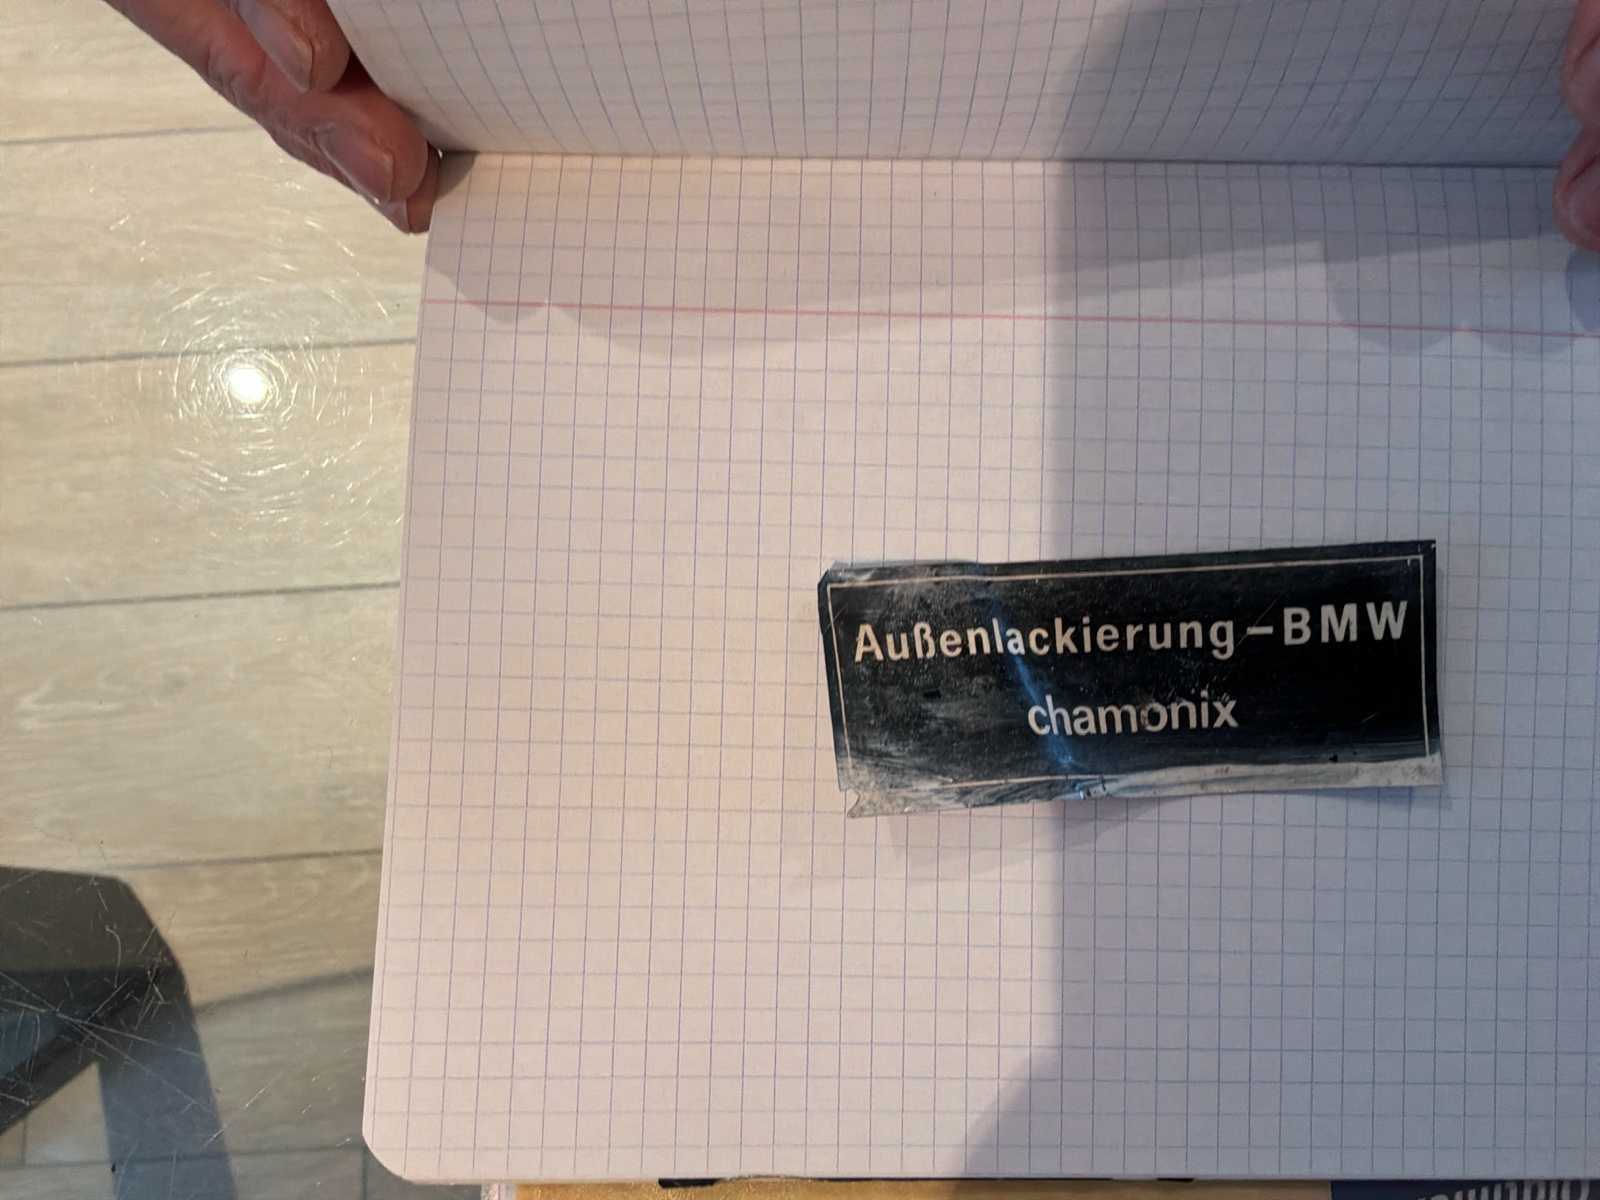 Außenlackierung – BMW
chamonix